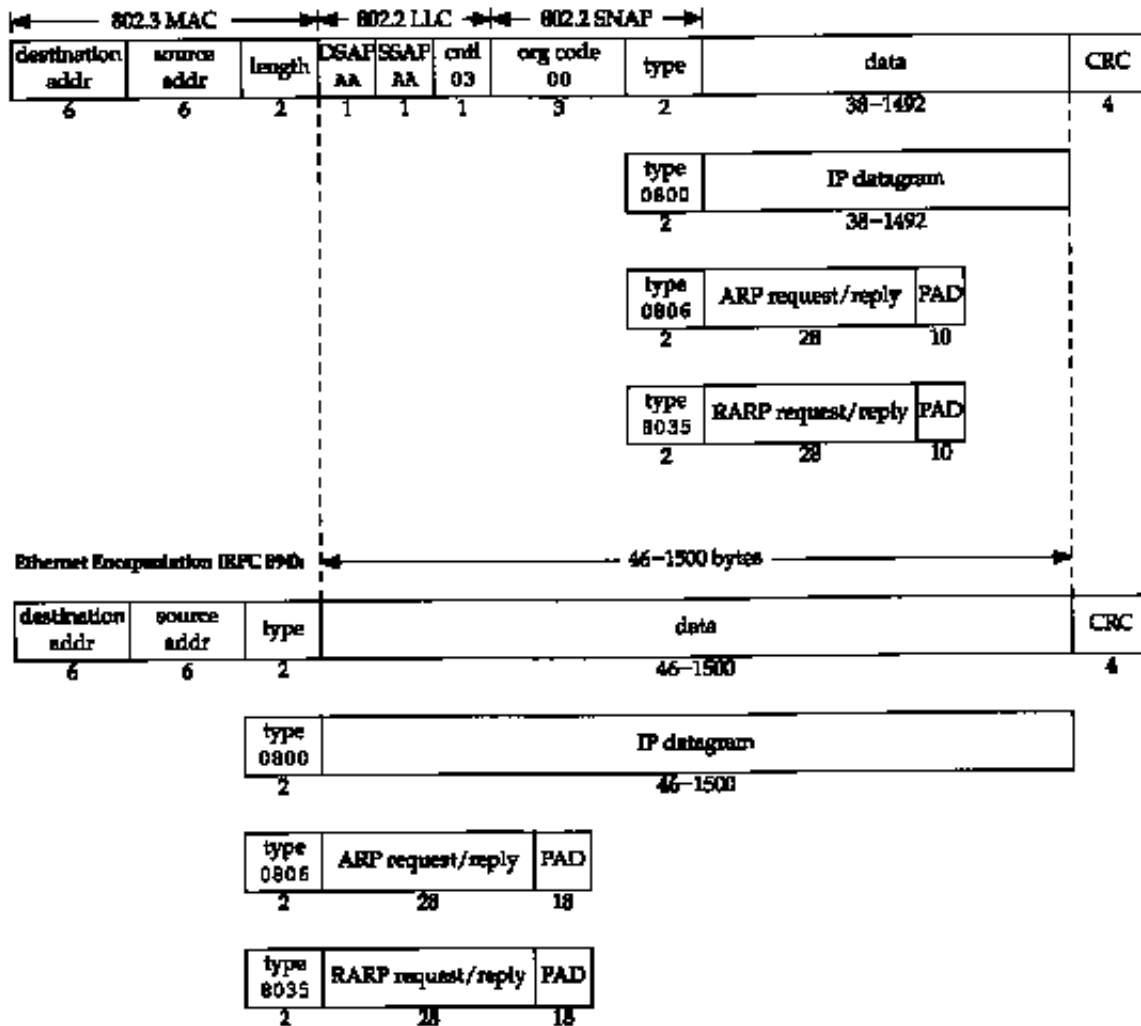 802.3 MAC 802.2 LLC 802.2 SNAP
destination addr source addr length DSAP AA SSAP AA cntl 03 org code 00 type data CRC
6 6 2 1 1 1 3 2 38-1492 4
type 0800 IP datagram
2 38-1492
type 0806 ARP request/reply PAD
2 28 10
type 8035 RARP request/reply PAD
2 28 10
Ethernet Encapsulation (RFC 894): 46-1500 bytes
destination addr source addr type data CRC
6 6 2 46-1500 4
type 0800 IP datagram
2 46-1500
type 0806 ARP request/reply PAD
2 28 18
type 8035 RARP request/reply PAD
2 28 18